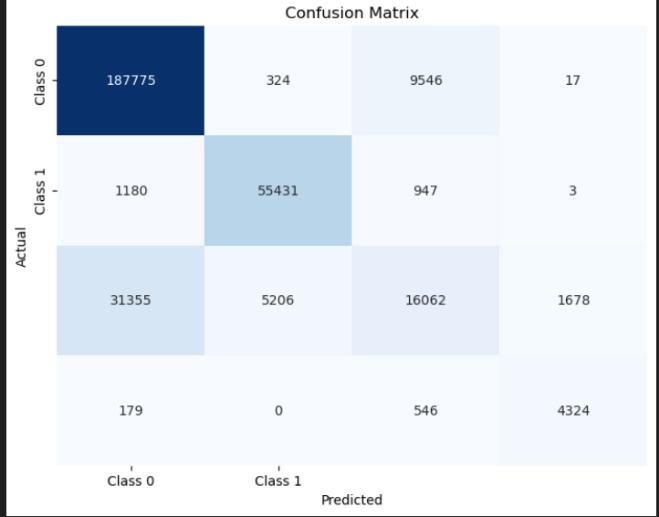 Confusion Matrix
Class 0
187775 324 9546 17
Class 1
1180 55431 947 3
Actual
31355 5206 16062 1678
179 0 546 4324
Class 0 Class 1
Predicted